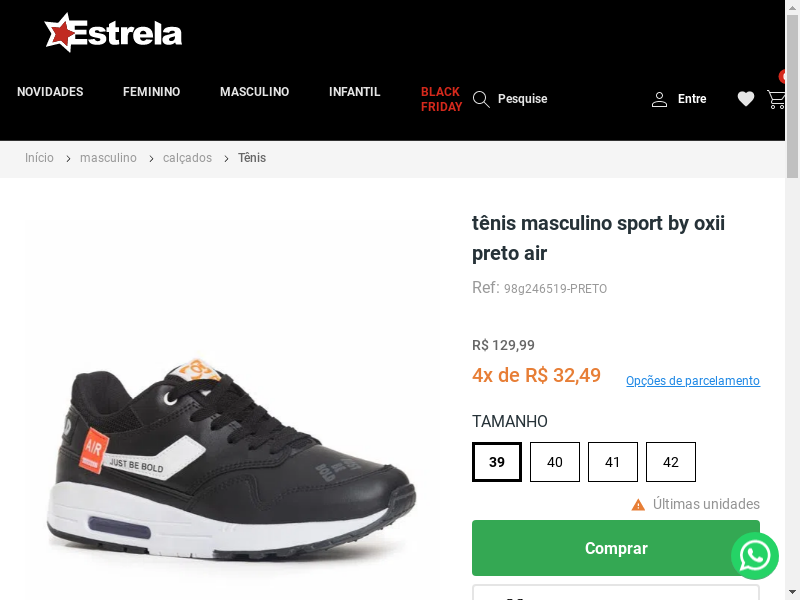 Estrela
NOVIDADES
FEMININO
MASCULINO
INFANTIL
BLACK
FRIDAY
Pesquise
Entre
Início > masculino > calçados > Tênis
tênis masculino sport by oxii
preto air
Ref: 98g246519-PRETO
R$ 129,99
4x de R$ 32,49
Opções de parcelamento
TAMANHO
39
40
41
42
Últimas unidades
Comprar
AIR
JUST BE BOLD